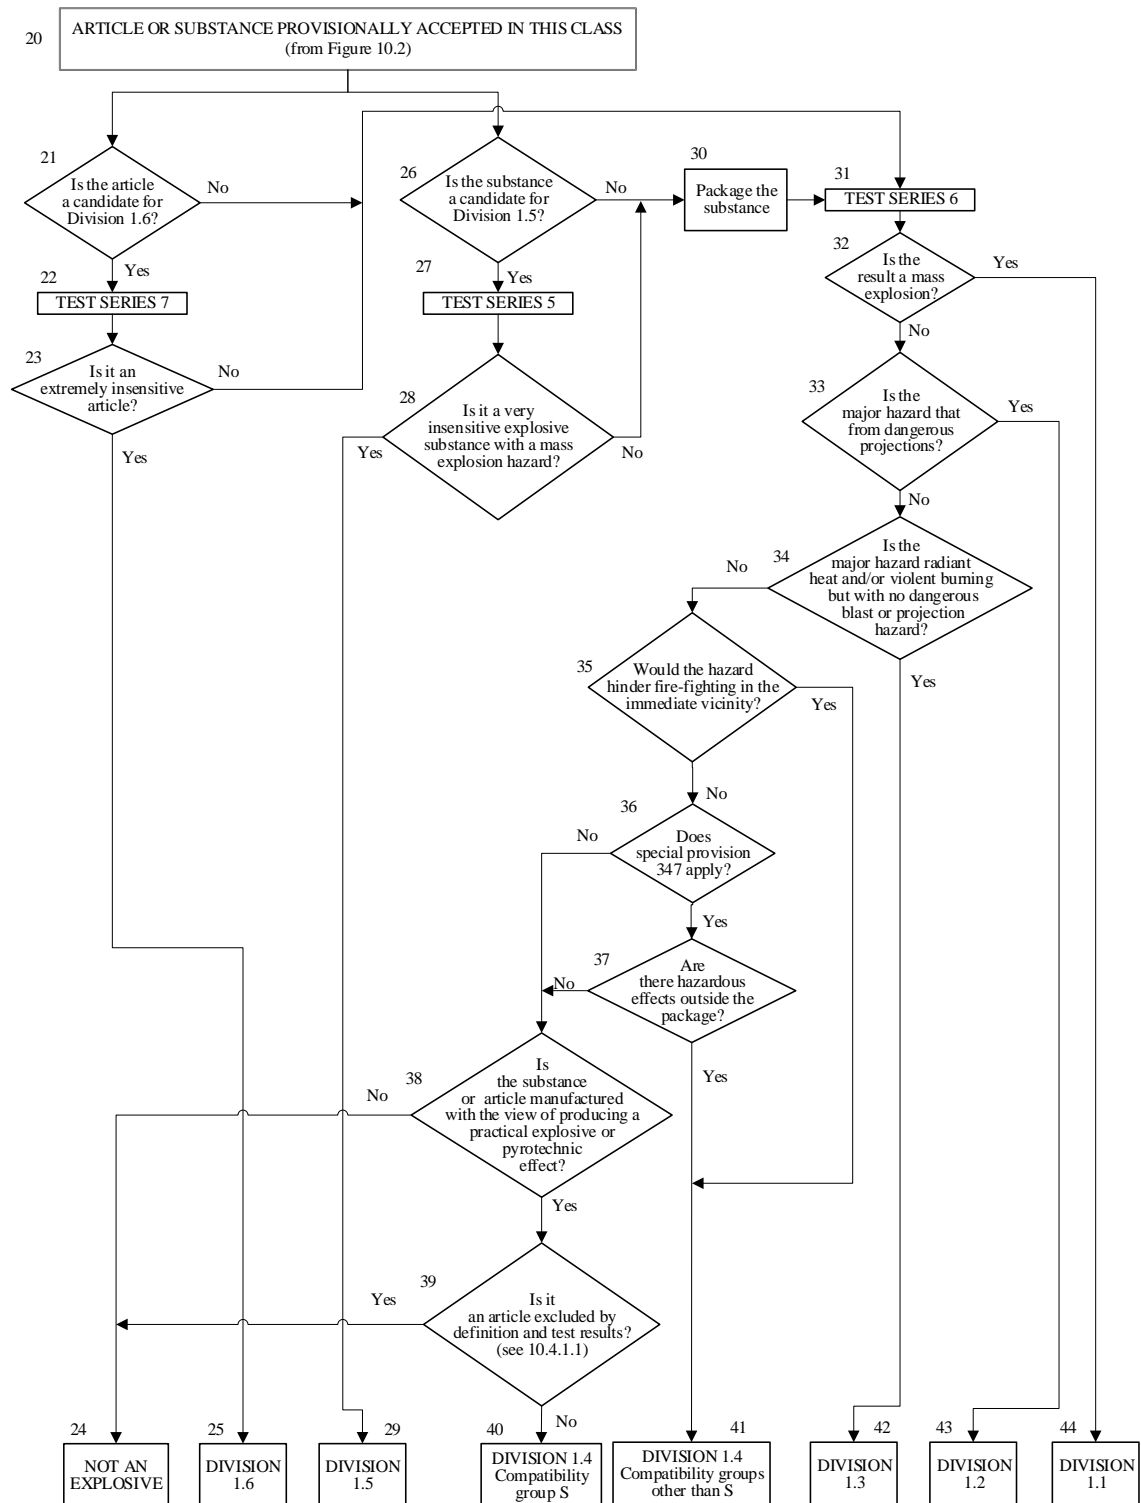 20
ARTICLE OR SUBSTANCE PROVISIONALLY ACCEPTED IN THIS CLASS
(from Figure 10.2)
21
Is the article
a candidate for
Division 1.6?
No
Yes
22
TEST SERIES 7
23
Is it an
extremely insensitive
article?
No
Yes
26
Is the substance
a candidate for
Division 1.5?
No
Yes
27
TEST SERIES 5
28
Is it a very
insensitive explosive
substance with a mass
explosion hazard?
Yes
No
30
Package the
substance
31
TEST SERIES 6
32
Is the
result a mass
explosion?
Yes
No
33
Is the
major hazard that
from dangerous
projections?
Yes
No
34
Is the
major hazard radiant
heat and/or violent burning
but with no dangerous
blast or projection
hazard?
No
Yes
35
Would the hazard
hinder fire-fighting in the
immediate vicinity?
Yes
No
36
Does
special provision
347 apply?
No
Yes
37
Are
there hazardous
effects outside the
package?
No
Yes
38
Is
the substance
or article manufactured
with the view of producing a
practical explosive or
pyrotechnic
effect?
No
Yes
39
Is it
an article excluded by
definition and test results?
(see 10.4.1.1)
Yes
No
24
NOT AN
EXPLOSIVE
25
DIVISION
1.6
29
DIVISION
1.5
40
DIVISION 1.4
Compatibility
group S
41
DIVISION 1.4
Compatibility groups
other than S
42
DIVISION
1.3
43
DIVISION
1.2
44
DIVISION
1.1